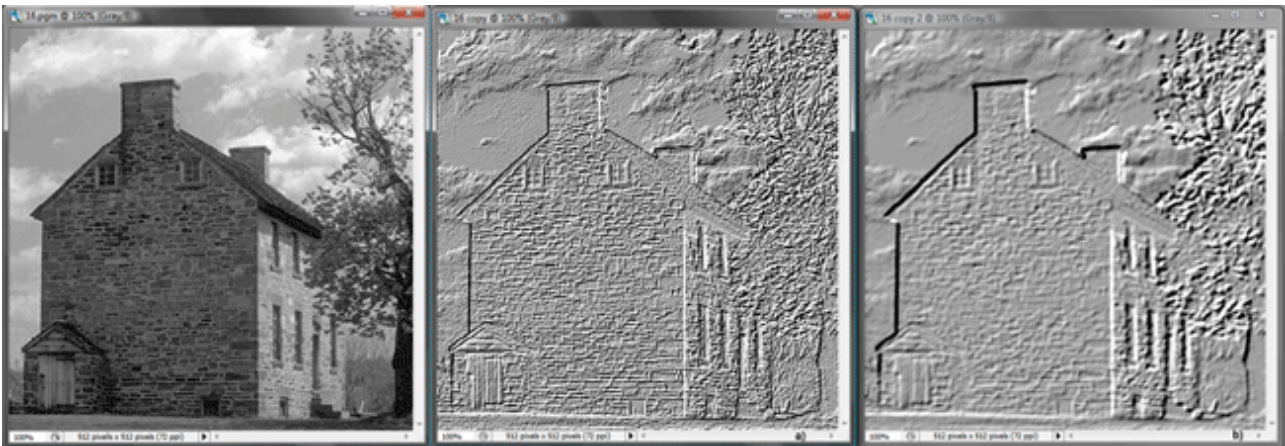 16.ppm @ 100% (Gray/8)
16 copy @ 100% (Gray/8)
16 copy 2 @ 100% (Gray/8)
100%
512 pixels x 512 pixels (72 ppi)
100%
512 pixels x 512 pixels (72 ppi)
a)
100%
512 pixels x 512 pixels (72 ppi)
b)